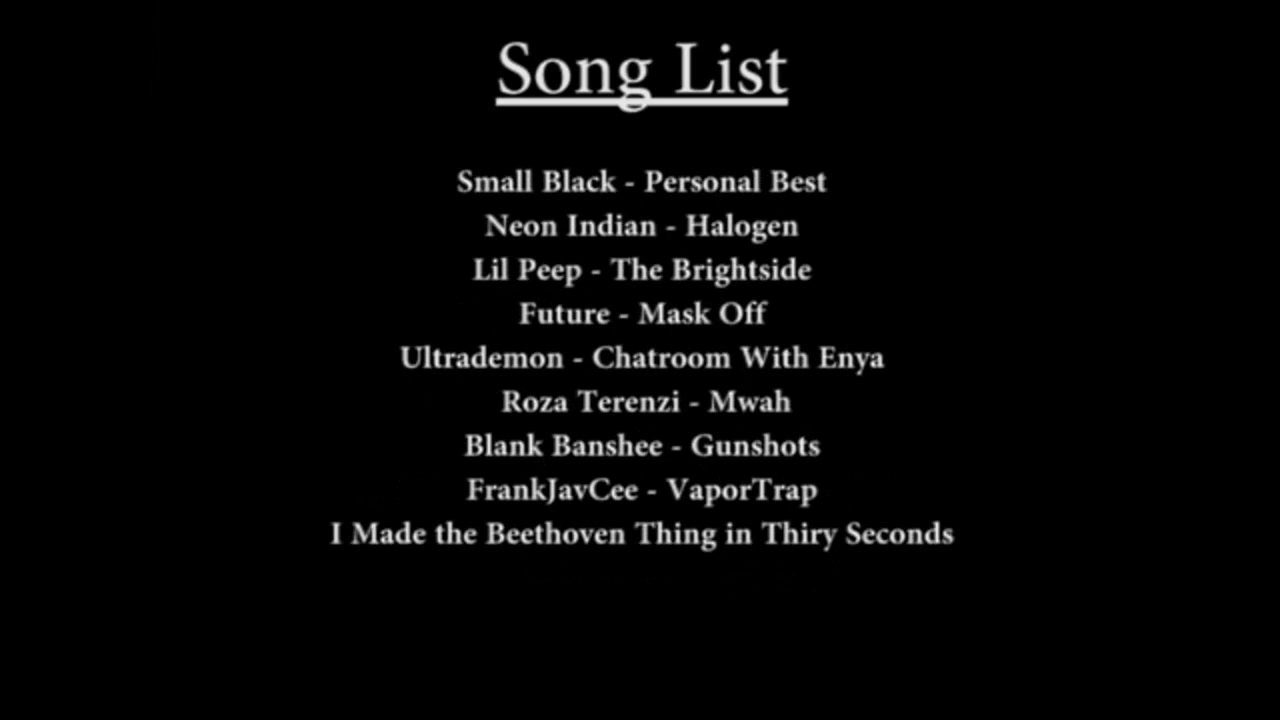 Song List
Small Black - Personal Best
Neon Indian - Halogen
Lil Peep - The Brightside
Future - Mask Off
Ultrademon - Chatroom With Enya
Roza Terenzi - Mwah
Blank Banshee - Gunshots
FrankJavCee - VaporTrap
I Made the Beethoven Thing in Thiry Seconds